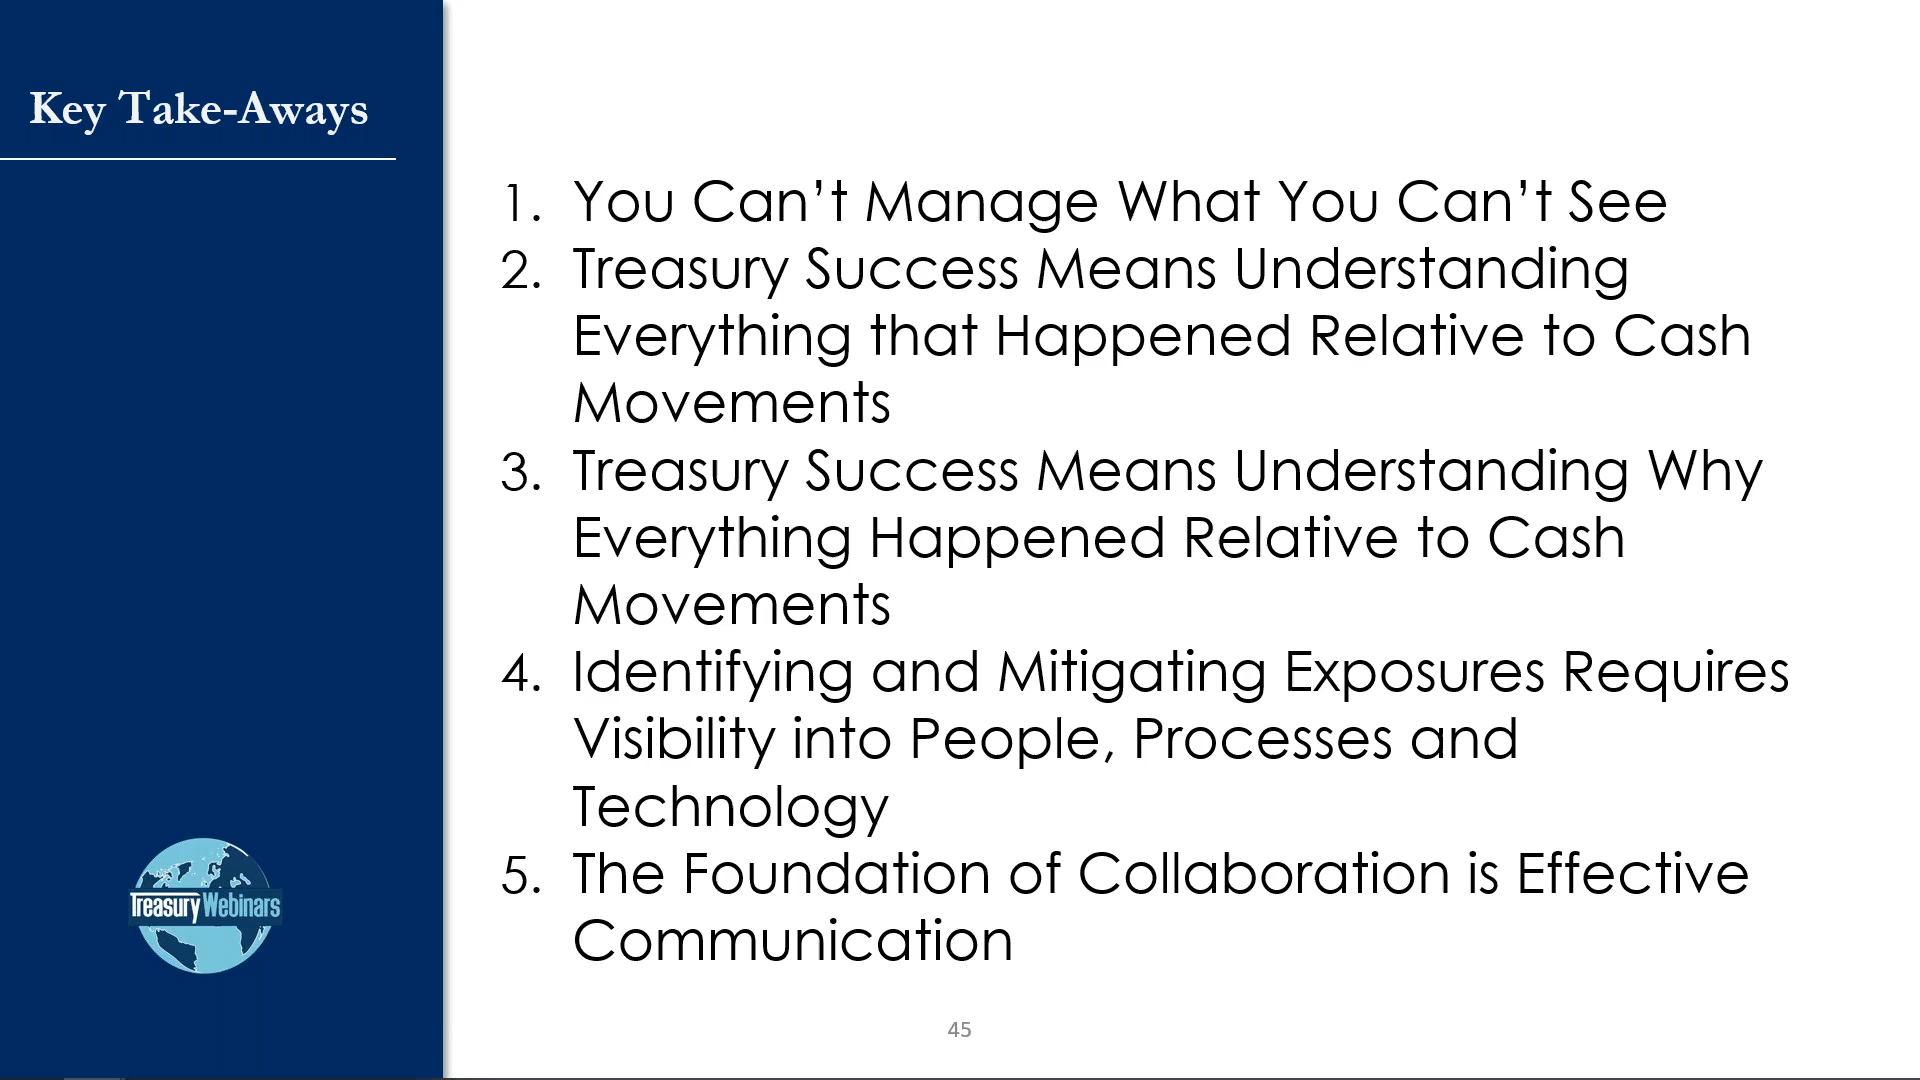 Key Take-Aways
1. You Can’t Manage What You Can’t See
2. Treasury Success Means Understanding
Everything that Happened Relative to Cash
Movements
3. Treasury Success Means Understanding Why
Everything Happened Relative to Cash
Movements
4. Identifying and Mitigating Exposures Requires
Visibility into People, Processes and
Technology
5. The Foundation of Collaboration is Effective
Communication
TreasuryWebinars
45